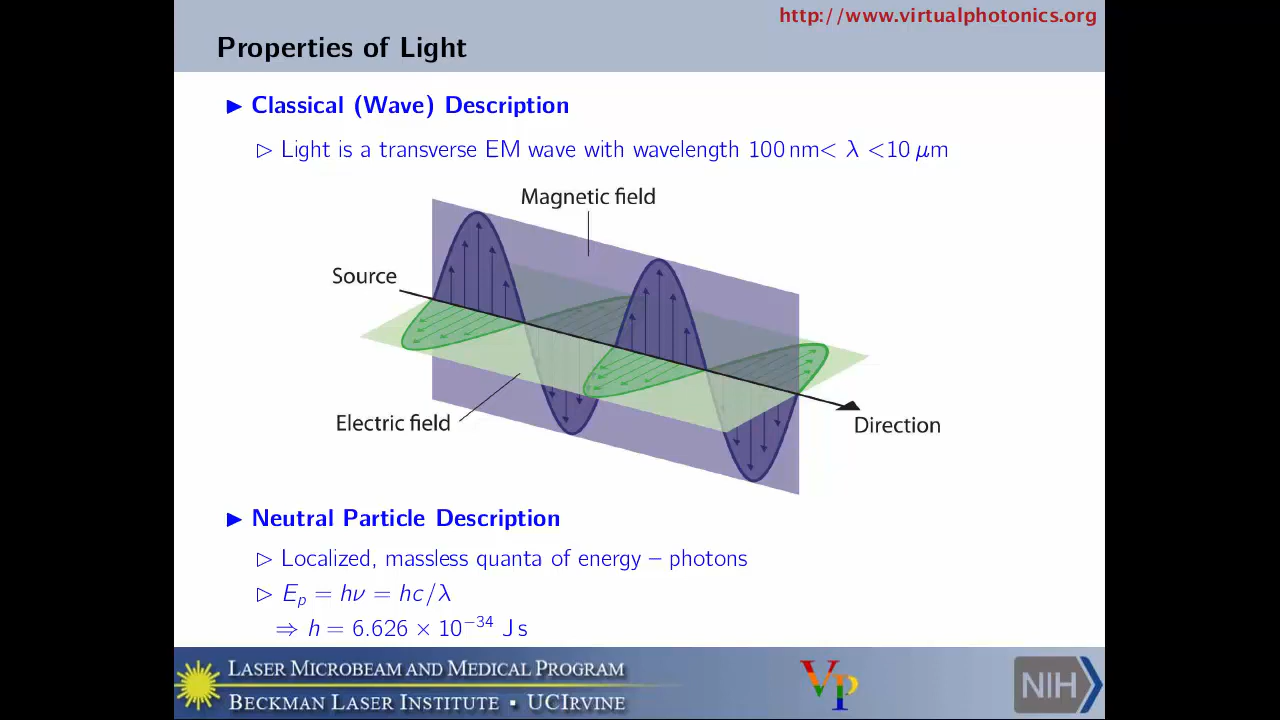 http://www.virtualphotonics.org
Properties of Light
▶ Classical (Wave) Description
▷ Light is a transverse EM wave with wavelength 100 nm< λ <10 μm
Magnetic field
Source
Electric field
Direction
▶ Neutral Particle Description
▷ Localized, massless quanta of energy – photons
▷ Eₚ = hν = hc/λ
⇒ h = 6.626 × 10⁻³⁴ J s
LASER MICROBEAM AND MEDICAL PROGRAM
BECKMAN LASER INSTITUTE ▪ UCIRVINE
VP
NIH